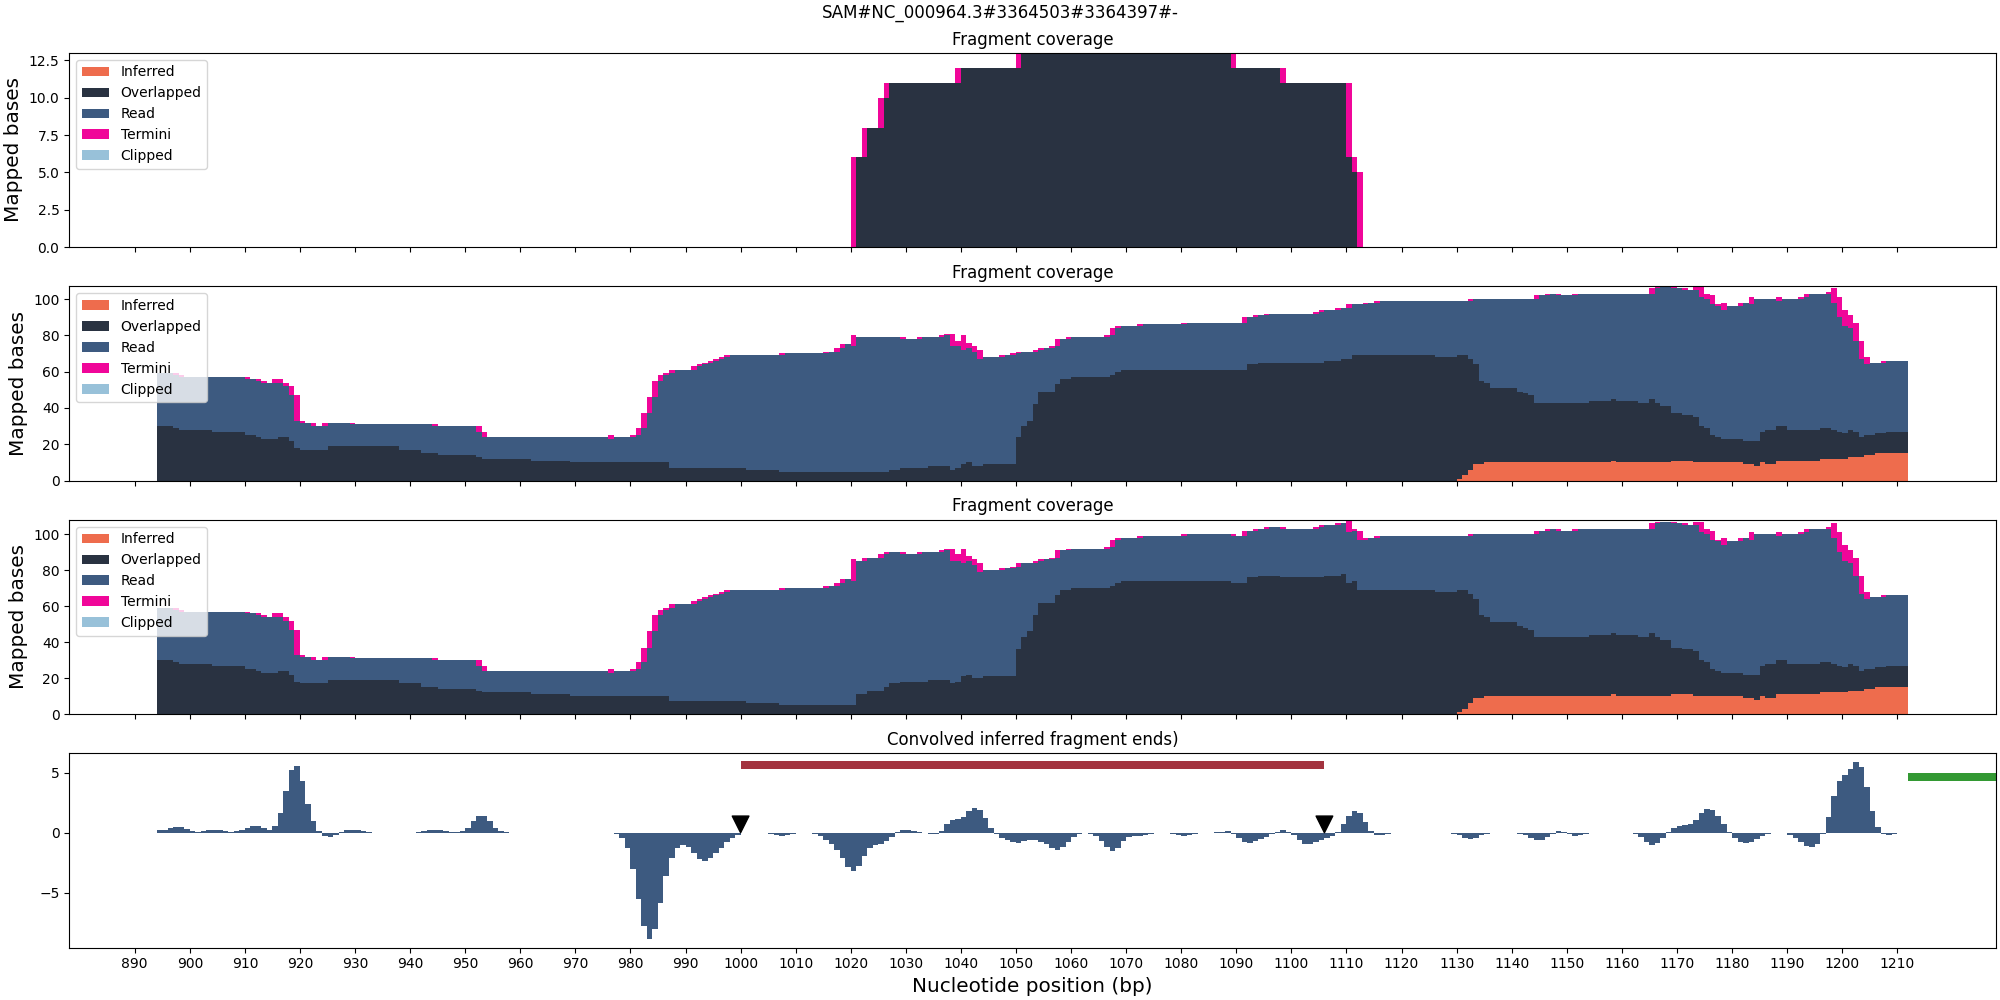 SAM#NC_000964.3#3364503#3364397#-
Fragment coverage
Mapped bases
12.5
10.0
7.5
5.0
2.5
0.0
Inferred
Overlapped
Read
Termini
Clipped
Fragment coverage
Mapped bases
100
80
60
40
20
0
Inferred
Overlapped
Read
Termini
Clipped
Fragment coverage
Mapped bases
100
80
60
40
20
0
Inferred
Overlapped
Read
Termini
Clipped
Convolved inferred fragment ends)
5
0
−5
890 900 910 920 930 940 950 960 970 980 990 1000 1010 1020 1030 1040 1050 1060 1070 1080 1090 1100 1110 1120 1130 1140 1150 1160 1170 1180 1190 1200 1210
Nucleotide position (bp)